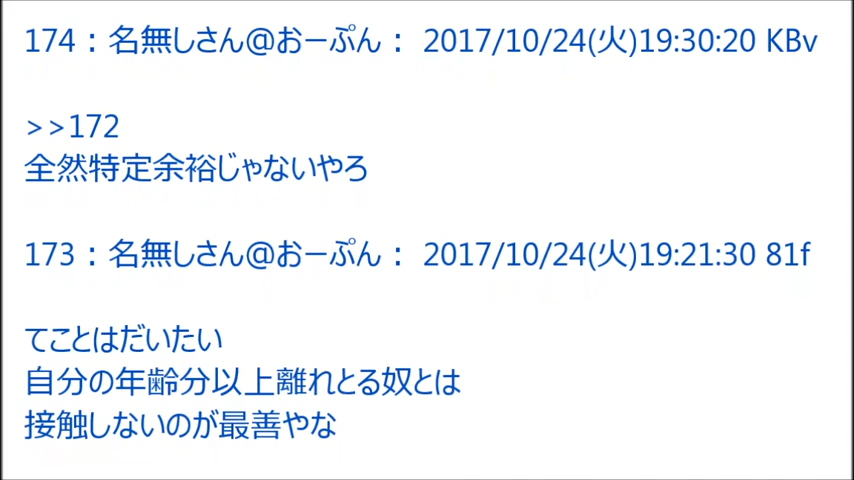 174 : 名無しさん@おーぷん : 2017/10/24(火)19:30:20 KBv
>>172
全然特定余裕じゃないやろ
173 : 名無しさん@おーぷん : 2017/10/24(火)19:21:30 81f
てことはだいたい
自分の年齢分以上離れとる奴とは
接触しないのが最善やな